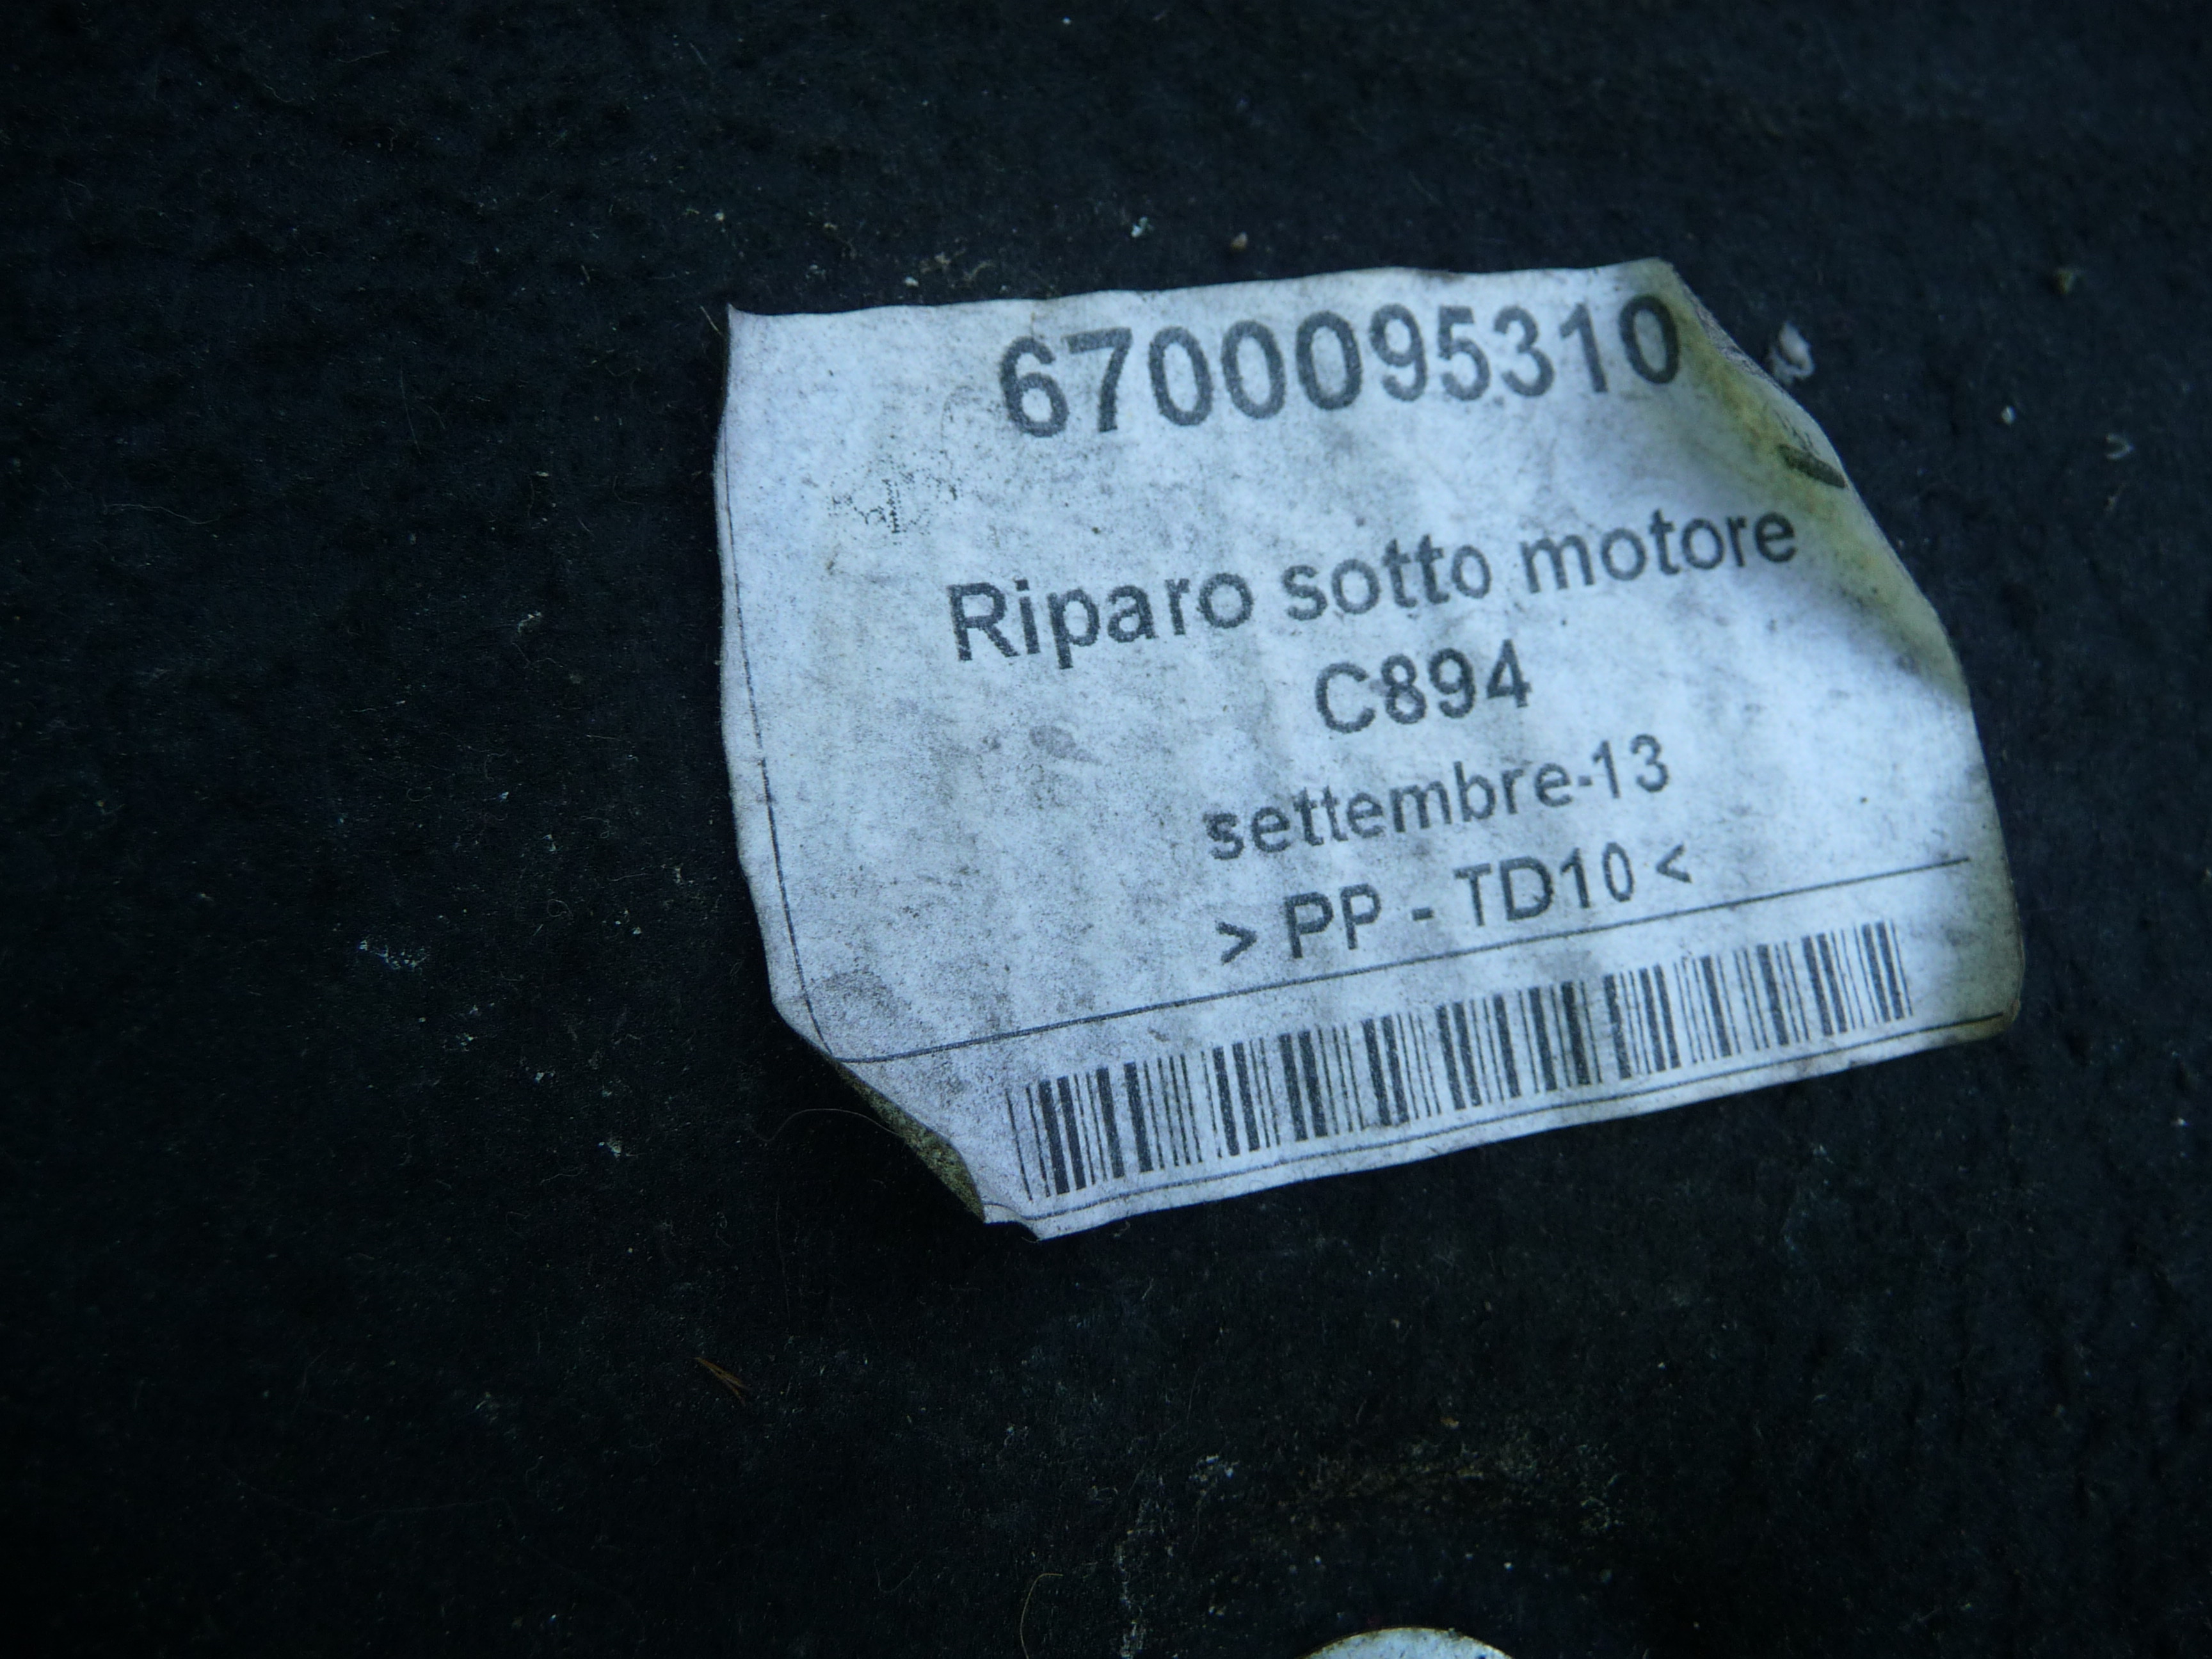 6700095310
Riparo sotto motore
C894
settembre-13
> PP - TD10 <